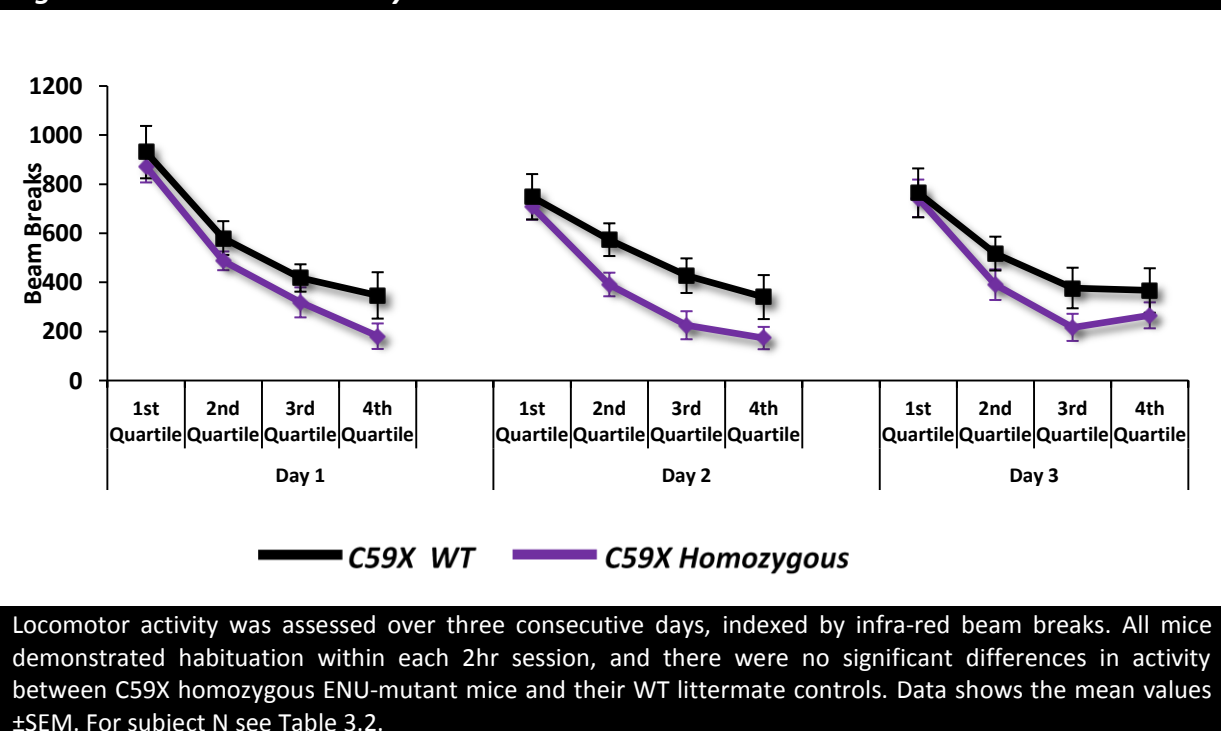 1200
1000
800
600
400
200
0
Beam Breaks
1st 2nd 3rd 4th 1st 2nd 3rd 4th 1st 2nd 3rd 4th
Quartile Quartile Quartile Quartile Quartile Quartile Quartile Quartile Quartile Quartile Quartile Quartile
Day 1 Day 2 Day 3
C59X WT C59X Homozygous
Locomotor activity was assessed over three consecutive days, indexed by infra-red beam breaks. All mice
demonstrated habituation within each 2hr session, and there were no significant differences in activity
between C59X homozygous ENU-mutant mice and their WT littermate controls. Data shows the mean values
±SEM. For subject N see Table 3.2.